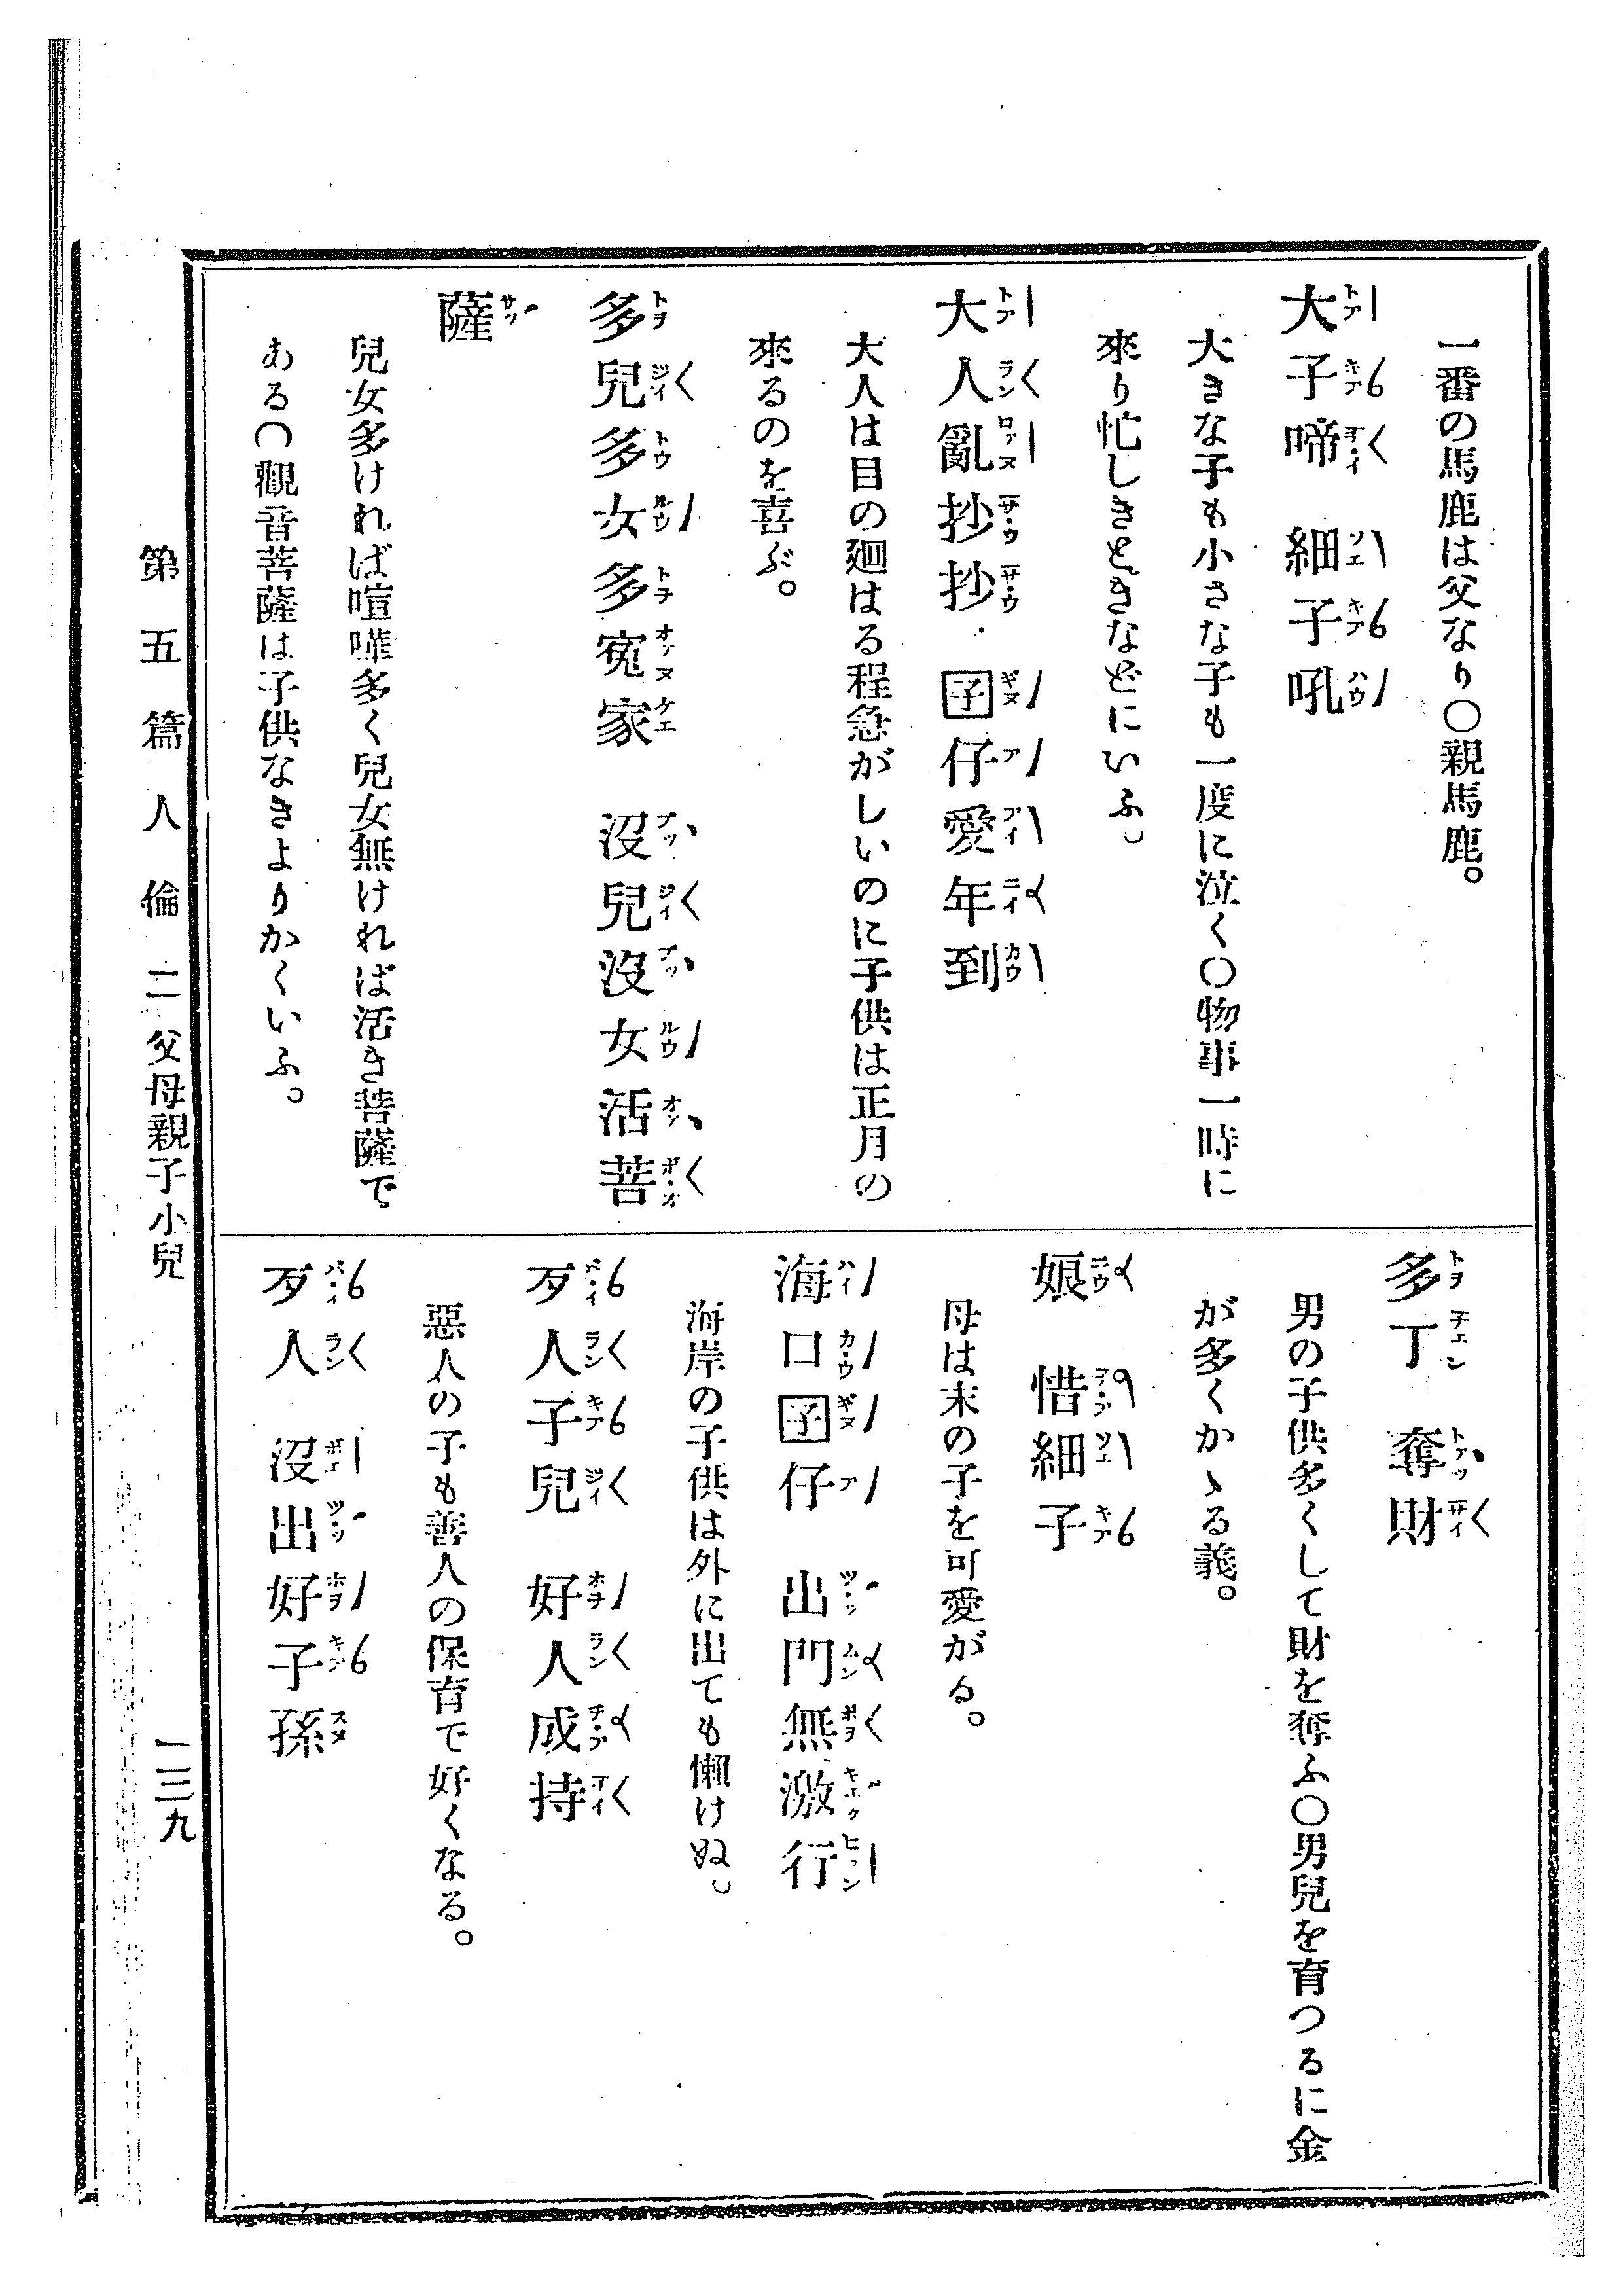 一番の馬鹿は父なり〇親馬鹿。
大子啼 細子吼
大きな子も小さな子も一度に泣く〇物事一時に
來り忙しきときなどにいふ。
大人亂抄抄 囝仔愛年到
大人は目の廻はる程急がしいのに子供は正月の
來るのを喜ぶ。
多兒多女多寃家 沒兒沒女活菩
薩
兒女多ければ喧嘩多く兒女無ければ活き菩薩で
ある〇觀音菩薩は子供なきよりかくいふ。
多丁 奪財
男の子供多くして財を奪ふ〇男兒を育つるに金
が多くかゝる義。
娘 惜細子
母は末の子を可愛がる。
海口囝仔 出門無激行
海岸の子供は外に出ても懶けぬ。
歹人子兒 好人成持
惡人の子も善人の保育で好くなる。
歹人 沒出好子孫
第五篇 人倫 二 父母親子小兒
一三九